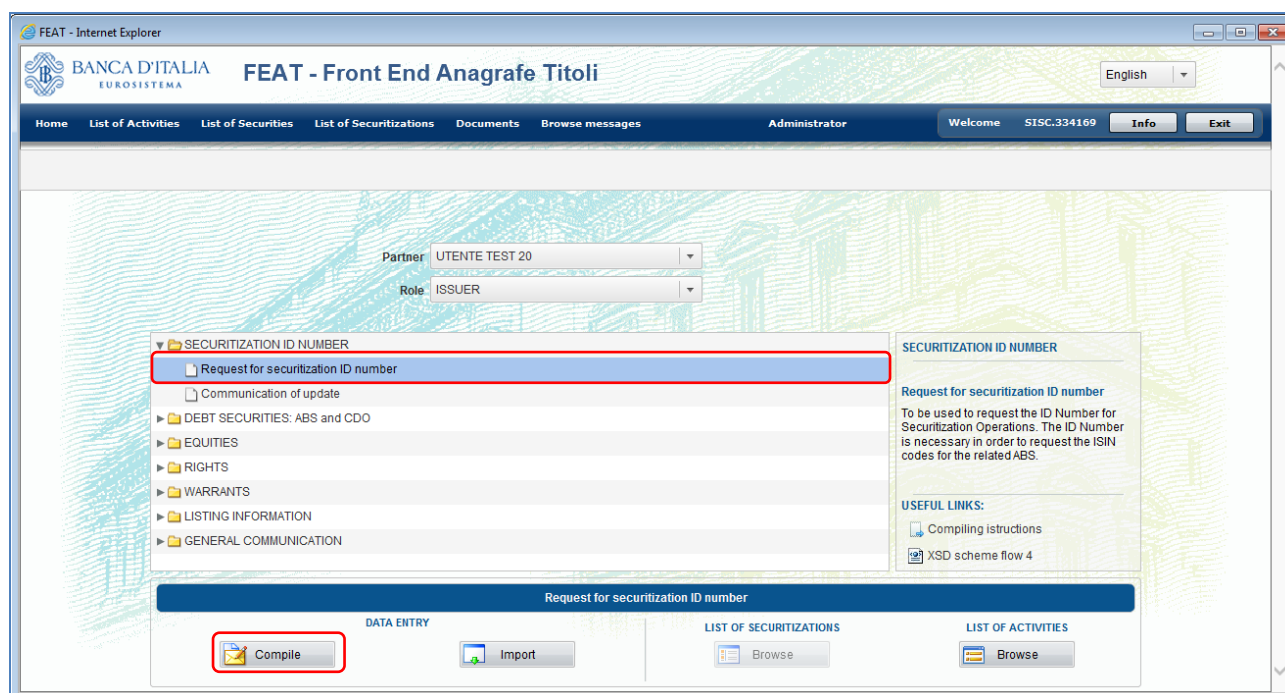 FEAT - Internet Explorer
BANCA D'ITALIA
EUROSISTEMA
FEAT - Front End Anagrafe Titoli
English
Home List of Activities List of Securities List of Securitizations Documents Browse messages Administrator Welcome SISC.334169 Info Exit
Partner UTENTE TEST 20
Role ISSUER
SECURITIZATION ID NUMBER
Request for securitization ID number
Communication of update
DEBT SECURITIES: ABS and CDO
EQUITIES
RIGHTS
WARRANTS
LISTING INFORMATION
GENERAL COMMUNICATION
SECURITIZATION ID NUMBER
Request for securitization ID number
To be used to request the ID Number for
Securitization Operations. The ID Number
is necessary in order to request the ISIN
codes for the related ABS.
USEFUL LINKS:
Compiling istructions
XSD scheme flow 4
Request for securitization ID number
DATA ENTRY
Compile Import
LIST OF SECURITIZATIONS
Browse
LIST OF ACTIVITIES
Browse